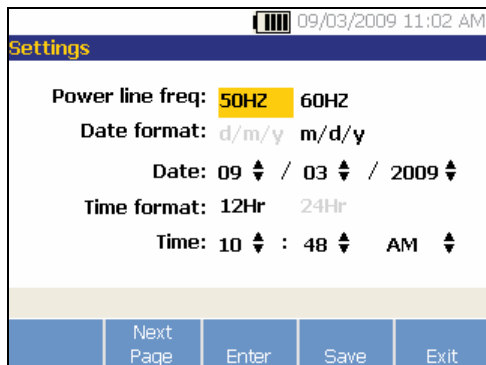 09/03/2009 11:02 AM
Settings
Power line freq: 50HZ 60HZ
Date format: d/m/y m/d/y
Date: 09 / 03 / 2009
Time format: 12Hr 24Hr
Time: 10 : 48 AM
Next Page Enter Save Exit